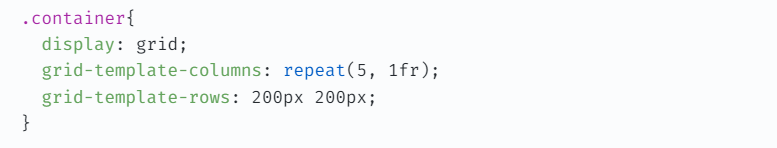 .container{
  display: grid;
  grid-template-columns: repeat(5, 1fr);
  grid-template-rows: 200px 200px;
}